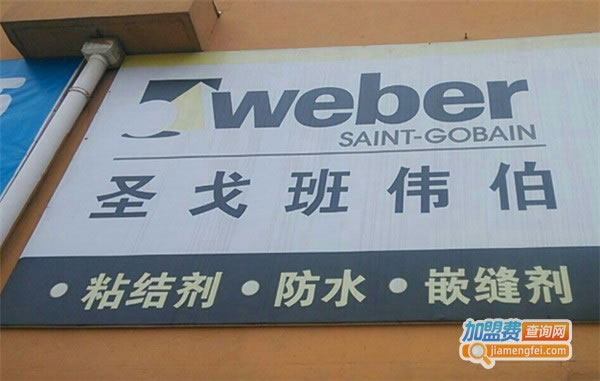 weber
SAINT-GOBAIN
圣戈班伟伯
·粘结剂·防水·嵌缝剂
加盟费查询网
jiamengfei.com